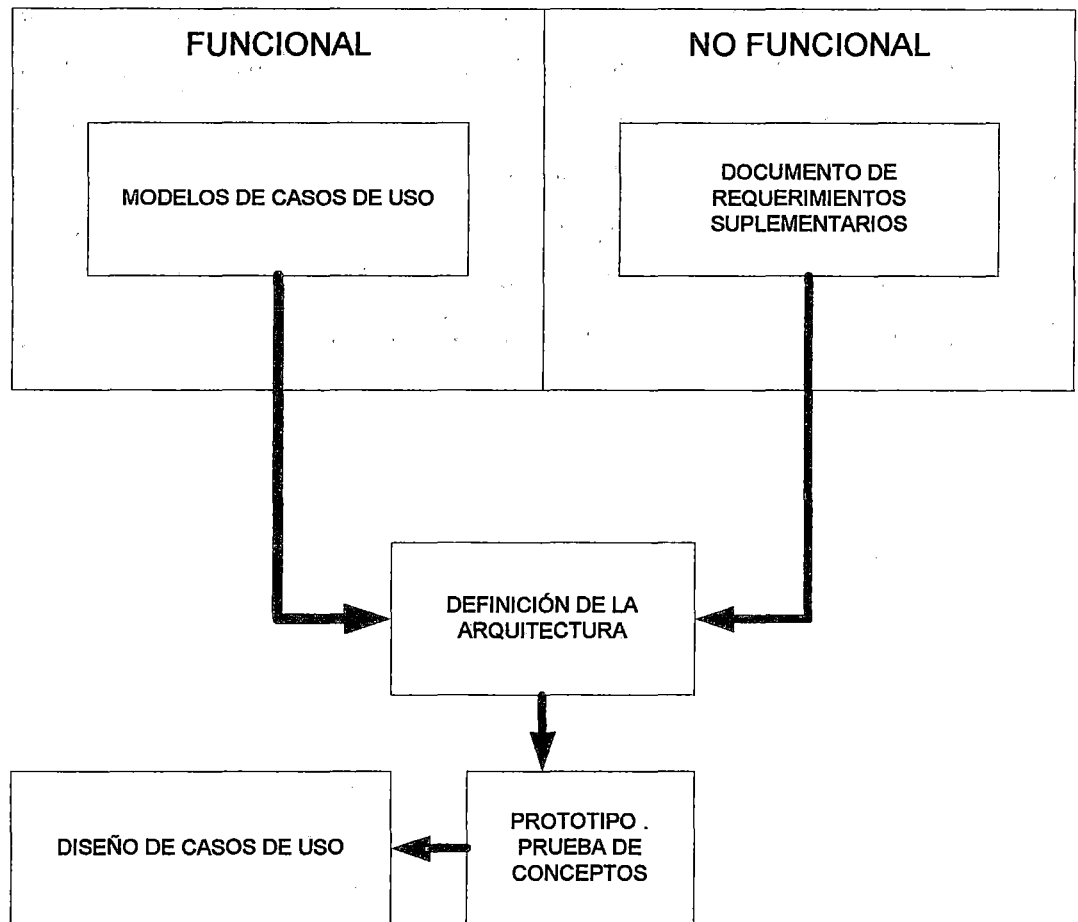 FUNCIONAL
NO FUNCIONAL
MODELOS DE CASOS DE USO
DOCUMENTO DE
REQUERIMIENTOS
SUPLEMENTARIOS
DEFINICIÓN DE LA
ARQUITECTURA
DISEÑO DE CASOS DE USO
PROTOTIPO .
PRUEBA DE
CONCEPTOS